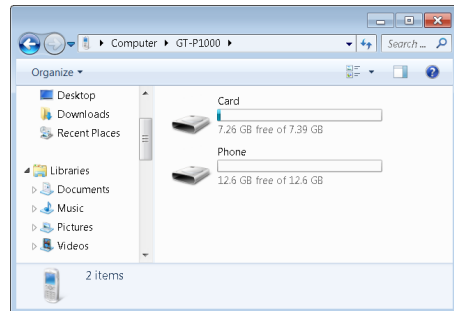 Computer GT-P1000 Search ...
Organize
Desktop
Downloads
Recent Places
Libraries
Documents
Music
Pictures
Videos
Card
7.26 GB free of 7.39 GB
Phone
12.6 GB free of 12.6 GB
2 items